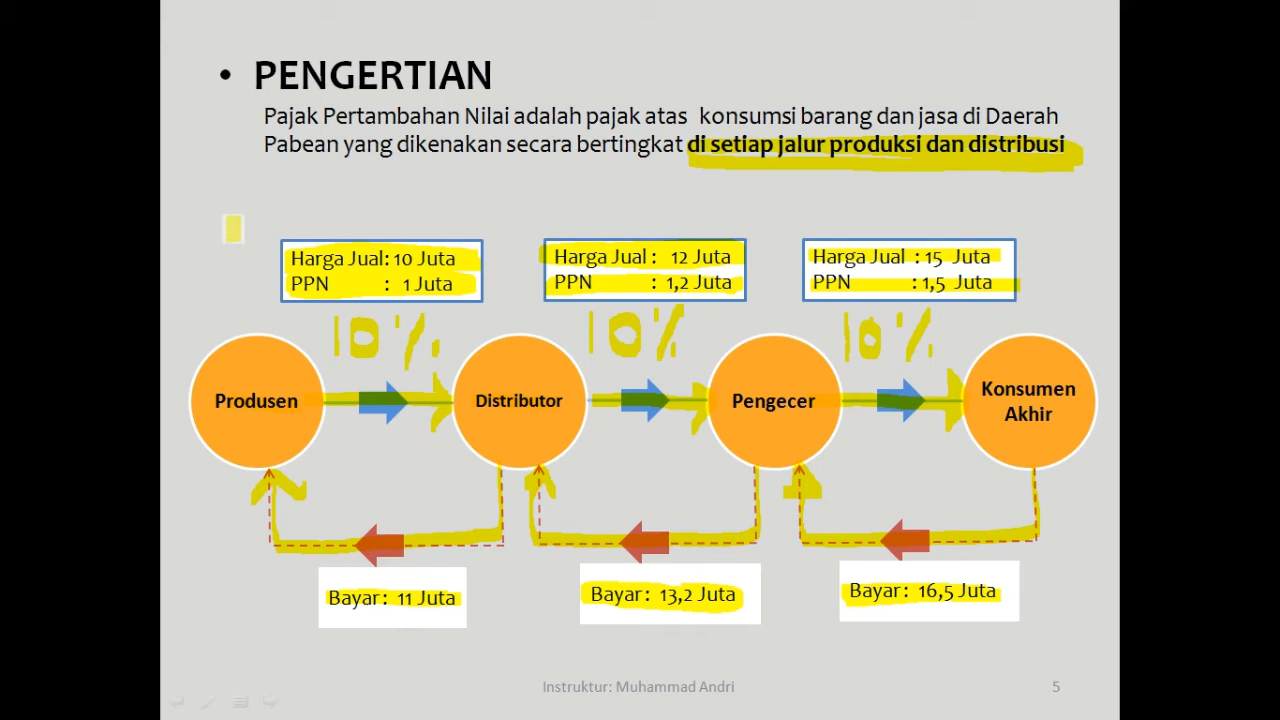 • PENGERTIAN
Pajak Pertambahan Nilai adalah pajak atas konsumsi barang dan jasa di Daerah
Pabean yang dikenakan secara bertingkat di setiap jalur produksi dan distribusi
Harga Jual: 10 Juta
PPN : 1 Juta
Harga Jual : 12 Juta
PPN : 1,2 Juta
Harga Jual : 15 Juta
PPN : 1,5 Juta
10%
10%
10%
Produsen
Distributor
Pengecer
Konsumen
Akhir
Bayar: 11 Juta
Bayar: 13,2 Juta
Bayar: 16,5 Juta
Instruktur: Muhammad Andri
5